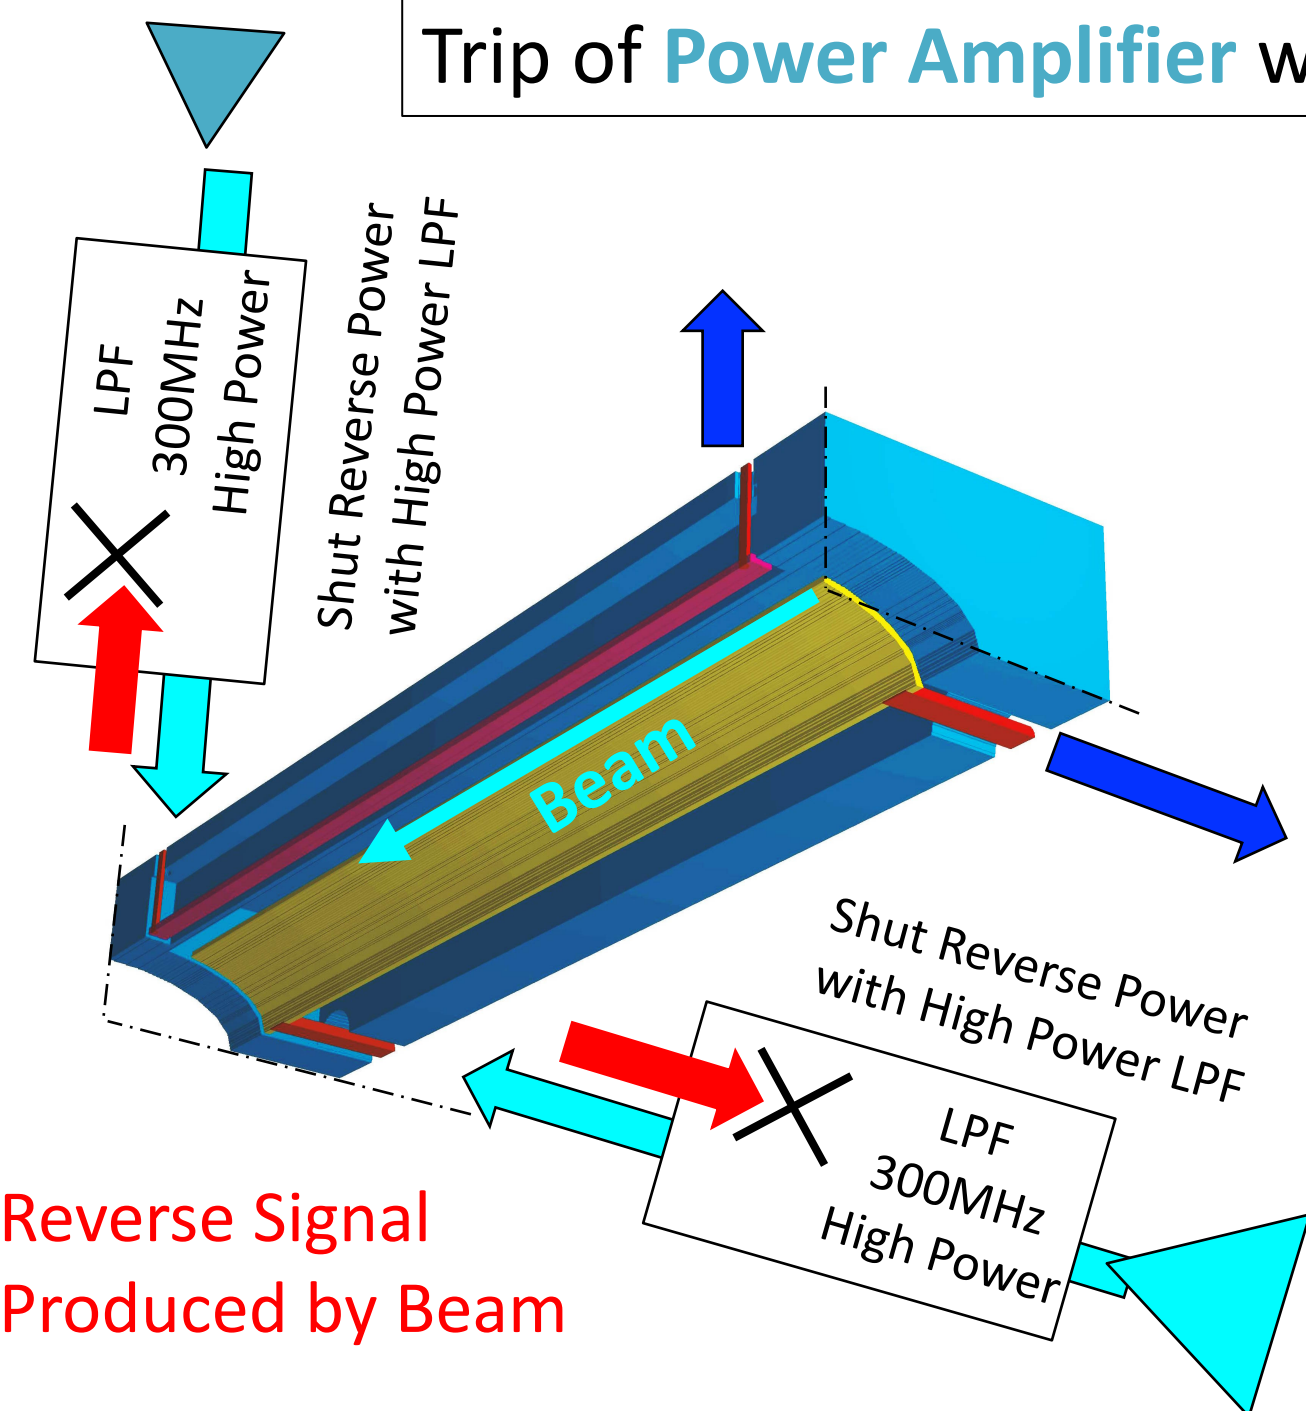 Trip of Power Amplifier
LPF
300MHz
High Power
Shut Reverse Power
with High Power LPF
Beam
Shut Reverse Power
with High Power LPF
LPF
300MHz
High Power
Reverse Signal
Produced by Beam